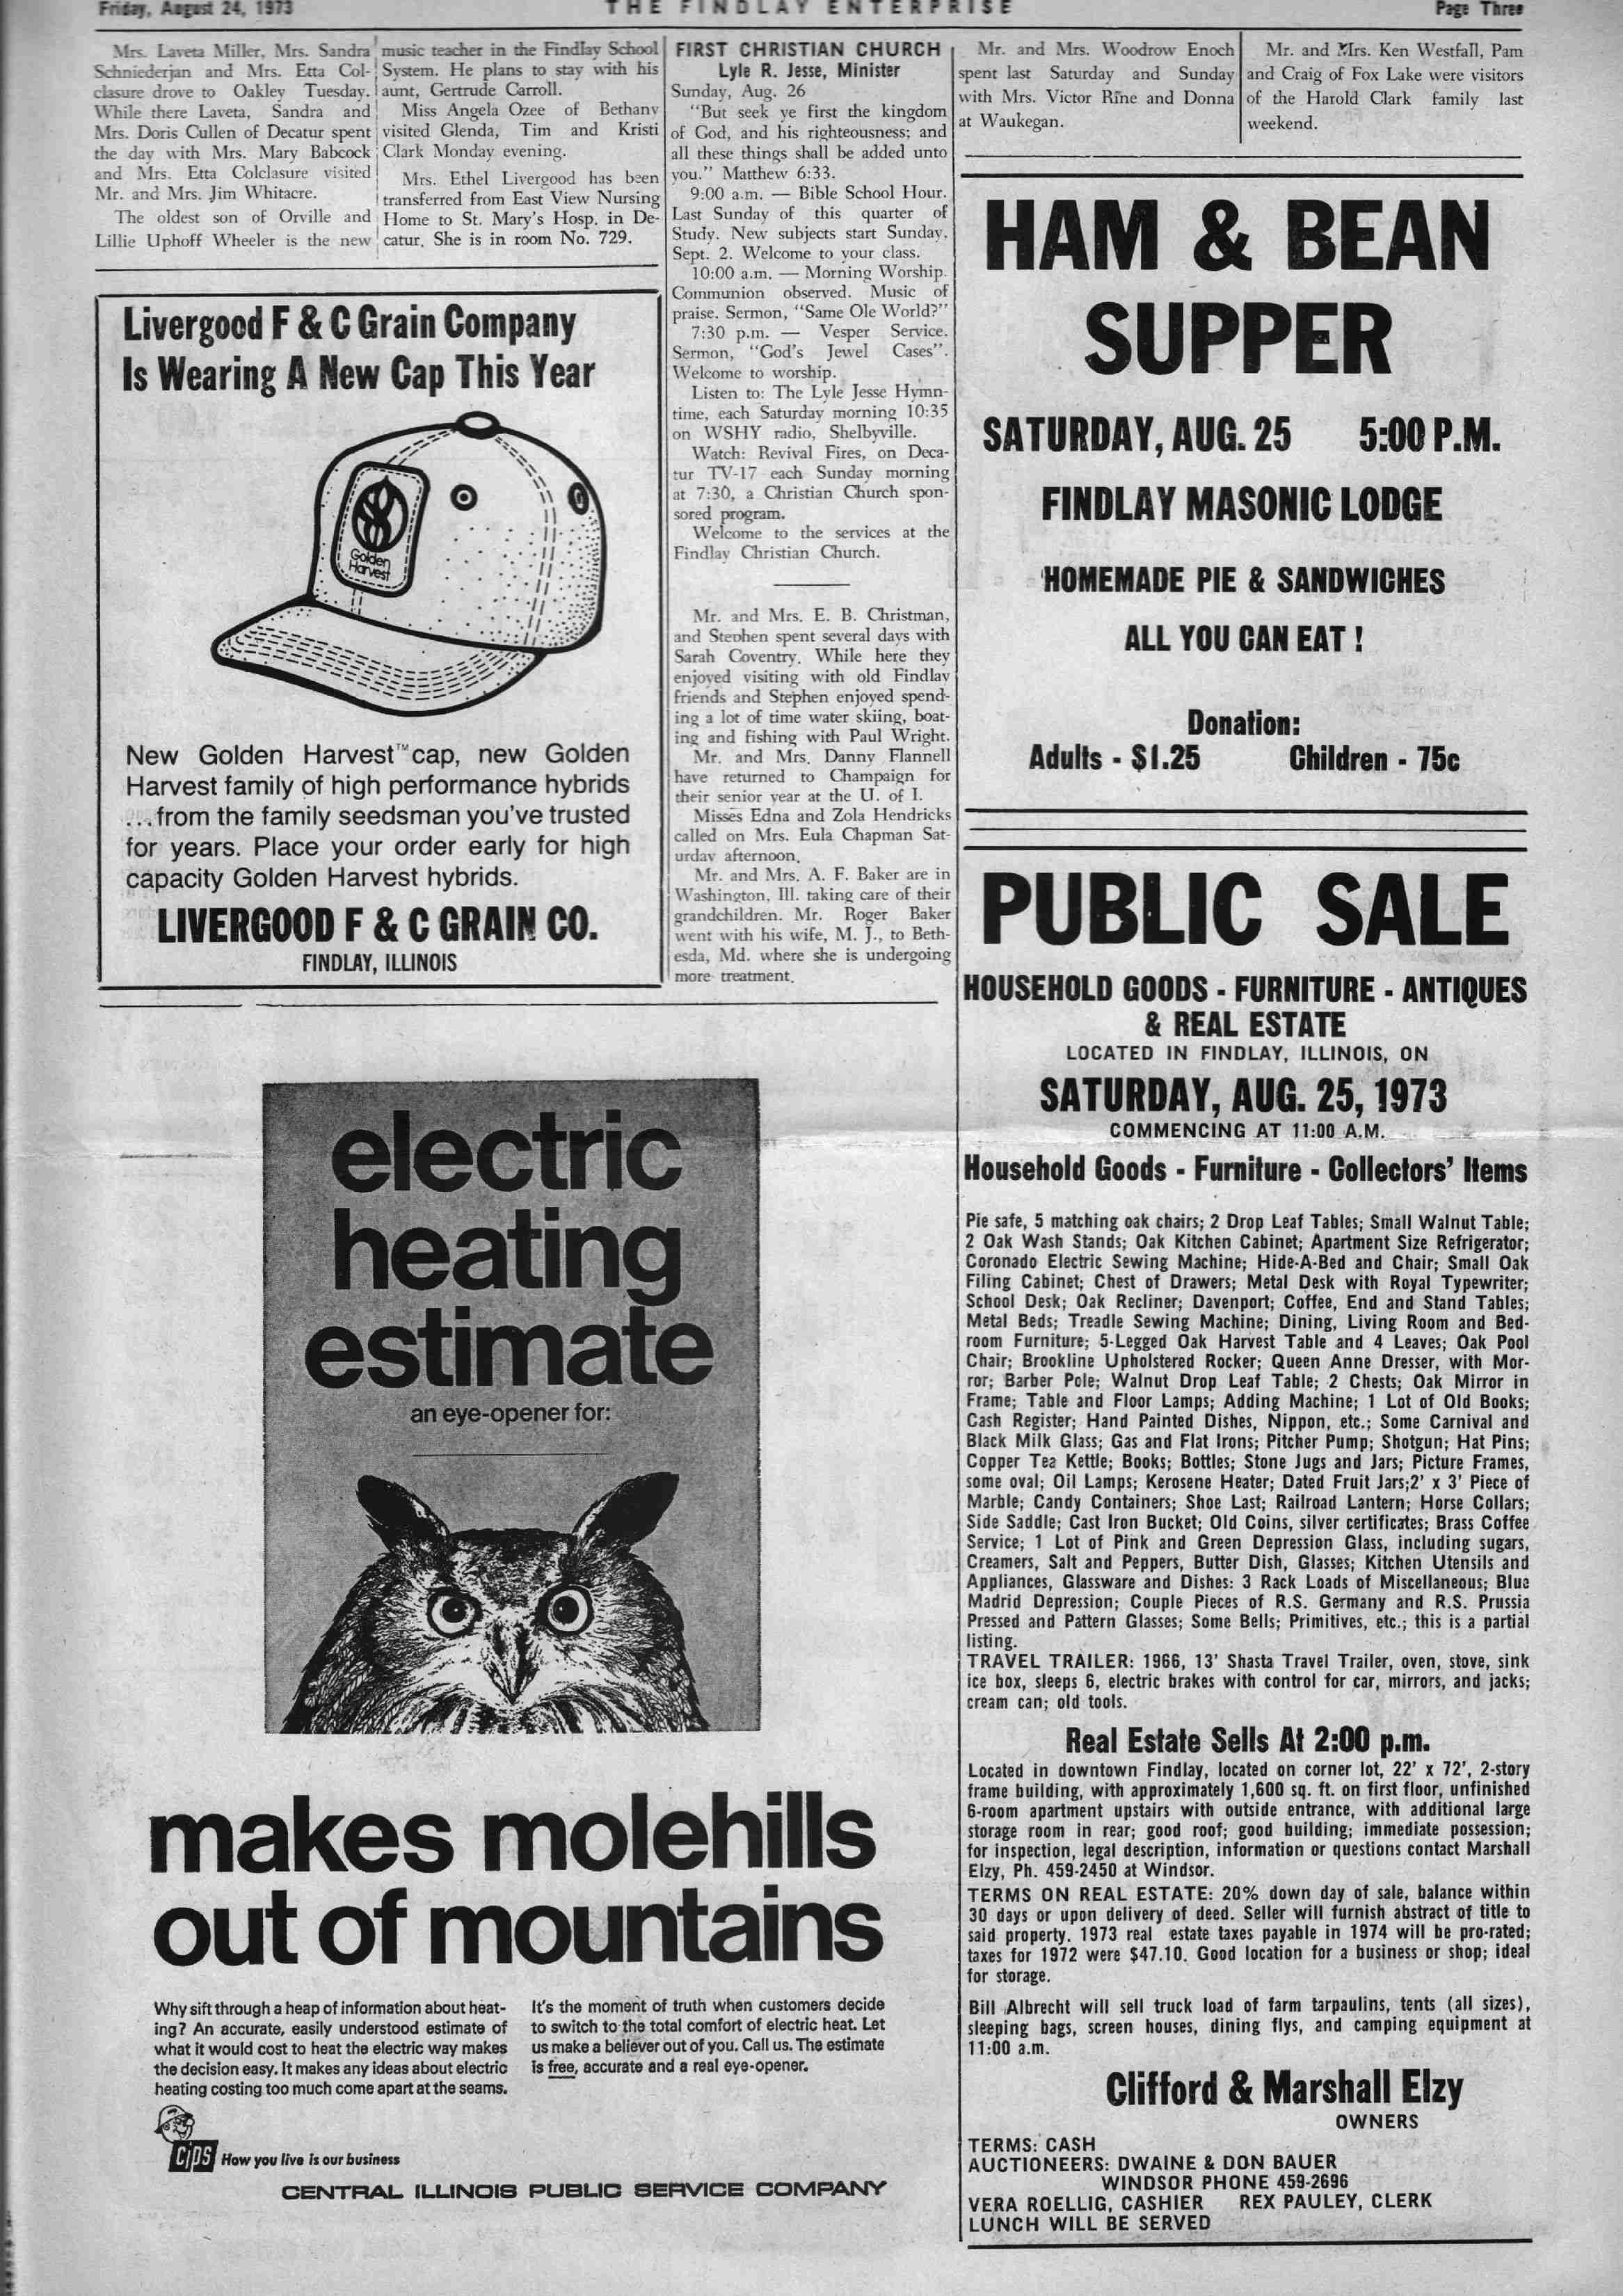 Friday, August 24, 1973
THE FINDLAY ENTERPRISE
Page Three
Mrs. Laveta Miller, Mrs. Sandra
Schniederjan and Mrs. Etta Col-
clasure drove to Oakley Tuesday.
While there Laveta, Sandra and
Mrs. Doris Cullen of Decatur spent
the day with Mrs. Mary Babcock
and Mrs. Etta Colclasure visited
Mr. and Mrs. Jim Whitacre.
The oldest son of Orville and
Lillie Uphoff Wheeler is the new
music teacher in the Findlay School
System. He plans to stay with his
aunt, Gertrude Carroll.
Miss Angela Ozee of Bethany
visited Glenda, Tim and Kristi
Clark Monday evening.
Mrs. Ethel Livergood has been
transferred from East View Nursing
Home to St. Mary's Hosp. in De-
catur. She is in room No. 729.
Livergood F & C Grain Company
Is Wearing A New Cap This Year
Golden
Harvest
New Golden Harvest™ cap, new Golden
Harvest family of high performance hybrids
...from the family seedsman you've trusted
for years. Place your order early for high
capacity Golden Harvest hybrids.
LIVERGOOD F & C GRAIN CO.
FINDLAY, ILLINOIS
FIRST CHRISTIAN CHURCH
Lyle R. Jesse, Minister
Sunday, Aug. 26
"But seek ye first the kingdom
of God, and his righteousness; and
all these things shall be added unto
you." Matthew 6:33.
9:00 a.m. — Bible School Hour.
Last Sunday of this quarter of
Study. New subjects start Sunday,
Sept. 2. Welcome to your class.
10:00 a.m. — Morning Worship.
Communion observed. Music of
praise. Sermon, "Same Ole World?"
7:30 p.m. — Vesper Service.
Sermon, "God's Jewel Cases".
Welcome to worship.
Listen to: The Lyle Jesse Hymn-
time, each Saturday morning 10:35
on WSHY radio, Shelbyville.
Watch: Revival Fires, on Deca-
tur TV-17 each Sunday morning
at 7:30, a Christian Church spon-
sored program.
Welcome to the services at the
Findlay Christian Church.
Mr. and Mrs. E. B. Christman,
and Stephen spent several days with
Sarah Coventry. While here they
enjoyed visiting with old Findlay
friends and Stephen enjoyed spend-
ing a lot of time water skiing, boat-
ing and fishing with Paul Wright.
Mr. and Mrs. Danny Flannell
have returned to Champaign for
their senior year at the U. of I.
Misses Edna and Zola Hendricks
called on Mrs. Eula Chapman Sat-
urday afternoon.
Mr. and Mrs. A. F. Baker are in
Washington, Ill. taking care of their
grandchildren. Mr. Roger Baker
went with his wife, M. J., to Beth-
esda, Md. where she is undergoing
more treatment.
Mr. and Mrs. Woodrow Enoch
spent last Saturday and Sunday
with Mrs. Victor Rine and Donna
at Waukegan.
Mr. and Mrs. Ken Westfall, Pam
and Craig of Fox Lake were visitors
of the Harold Clark family last
weekend.
HAM & BEAN
SUPPER
SATURDAY, AUG. 25 5:00 P.M.
FINDLAY MASONIC LODGE
HOMEMADE PIE & SANDWICHES
ALL YOU CAN EAT !
Donation:
Adults - $1.25 Children - 75c
PUBLIC SALE
HOUSEHOLD GOODS - FURNITURE - ANTIQUES
& REAL ESTATE
LOCATED IN FINDLAY, ILLINOIS, ON
SATURDAY, AUG. 25, 1973
COMMENCING AT 11:00 A.M.
Household Goods - Furniture - Collectors' Items
Pie safe, 5 matching oak chairs; 2 Drop Leaf Tables; Small Walnut Table;
2 Oak Wash Stands; Oak Kitchen Cabinet; Apartment Size Refrigerator;
Coronado Electric Sewing Machine; Hide-A-Bed and Chair; Small Oak
Filing Cabinet; Chest of Drawers; Metal Desk with Royal Typewriter;
School Desk; Oak Recliner; Davenport; Coffee, End and Stand Tables;
Metal Beds; Treadle Sewing Machine; Dining, Living Room and Bed-
room Furniture; 5-Legged Oak Harvest Table and 4 Leaves; Oak Pool
Chair; Brookline Upholstered Rocker; Queen Anne Dresser, with Mor-
ror; Barber Pole; Walnut Drop Leaf Table; 2 Chests; Oak Mirror in
Frame; Table and Floor Lamps; Adding Machine; 1 Lot of Old Books;
Cash Register; Hand Painted Dishes, Nippon, etc.; Some Carnival and
Black Milk Glass; Gas and Flat Irons; Pitcher Pump; Shotgun; Hat Pins;
Copper Tea Kettle; Books; Bottles; Stone Jugs and Jars; Picture Frames,
some oval; Oil Lamps; Kerosene Heater; Dated Fruit Jars;2' x 3' Piece of
Marble; Candy Containers; Shoe Last; Railroad Lantern; Horse Collars;
Side Saddle; Cast Iron Bucket; Old Coins, silver certificates; Brass Coffee
Service; 1 Lot of Pink and Green Depression Glass, including sugars,
Creamers, Salt and Peppers, Butter Dish, Glasses; Kitchen Utensils and
Appliances, Glassware and Dishes: 3 Rack Loads of Miscellaneous; Blue
Madrid Depression; Couple Pieces of R.S. Germany and R.S. Prussia
Pressed and Pattern Glasses; Some Bells; Primitives, etc.; this is a partial
listing.
TRAVEL TRAILER: 1966, 13' Shasta Travel Trailer, oven, stove, sink
ice box, sleeps 6, electric brakes with control for car, mirrors, and jacks;
cream can; old tools.
Real Estate Sells At 2:00 p.m.
Located in downtown Findlay, located on corner lot, 22' x 72', 2-story
frame building, with approximately 1,600 sq. ft. on first floor, unfinished
6-room apartment upstairs with outside entrance, with additional large
storage room in rear; good roof; good building; immediate possession;
for inspection, legal description, information or questions contact Marshall
Elzy, Ph. 459-2450 at Windsor.
TERMS ON REAL ESTATE: 20% down day of sale, balance within
30 days or upon delivery of deed. Seller will furnish abstract of title to
said property. 1973 real estate taxes payable in 1974 will be pro-rated;
taxes for 1972 were $47.10. Good location for a business or shop; ideal
for storage.
Bill Albrecht will sell truck load of farm tarpaulins, tents (all sizes),
sleeping bags, screen houses, dining flys, and camping equipment at
11:00 a.m.
Clifford & Marshall Elzy
OWNERS
TERMS: CASH
AUCTIONEERS: DWAINE & DON BAUER
WINDSOR PHONE 459-2696
VERA ROELLIG, CASHIER REX PAULEY, CLERK
LUNCH WILL BE SERVED
electric
heating
estimate
an eye-opener for:
makes molehills
out of mountains
Why sift through a heap of information about heat-
ing? An accurate, easily understood estimate of
what it would cost to heat the electric way makes
the decision easy. It makes any ideas about electric
heating costing too much come apart at the seams.
It's the moment of truth when customers decide
to switch to the total comfort of electric heat. Let
us make a believer out of you. Call us. The estimate
is free, accurate and a real eye-opener.
CIPS How you live is our business
CENTRAL ILLINOIS PUBLIC SERVICE COMPANY